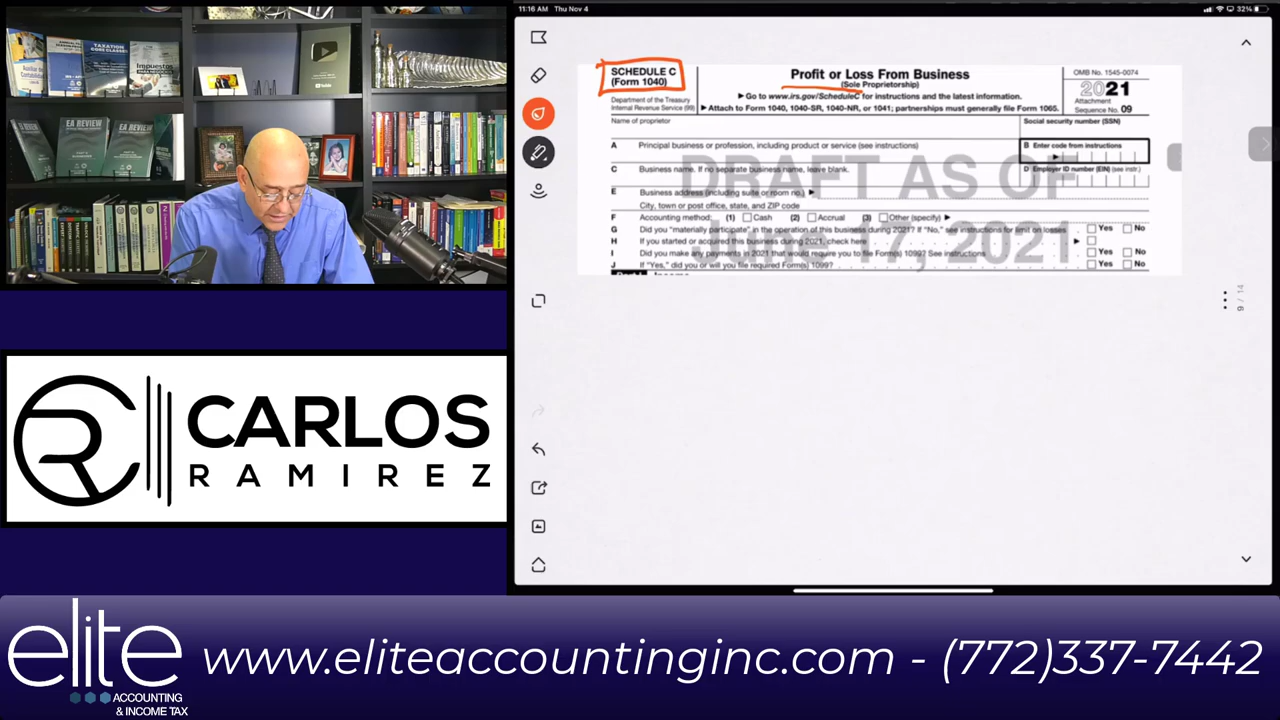 11:16 AM Thu Nov 4
32%
SCHEDULE C
(Form 1040)
Department of the Treasury
Internal Revenue Service (99)
Profit or Loss From Business
(Sole Proprietorship)
▶ Go to www.irs.gov/ScheduleC for instructions and the latest information.
▶ Attach to Form 1040, 1040-SR, 1040-NR, or 1041; partnerships must generally file Form 1065.
OMB No. 1545-0074
2021
Attachment
Sequence No. 09
Name of proprietor
Social security number (SSN)
A Principal business or profession, including product or service (see instructions)
B Enter code from instructions
C Business name. If no separate business name, leave blank.
D Employer ID number (EIN) (see instr.)
E Business address (including suite or room no.) ▶
City, town or post office, state, and ZIP code
F Accounting method: (1) Cash (2) Accrual (3) Other (specify) ▶
G Did you "materially participate" in the operation of this business during 2021? If "No," see instructions for limit on losses Yes No
H If you started or acquired this business during 2021, check here ▶
I Did you make any payments in 2021 that would require you to file Form(s) 1099? See instructions Yes No
J If "Yes," did you or will you file required Form(s) 1099? Yes No
DRAFT AS OF
June 17, 2021
9 / 14
TAXATION
Impuestos
EA REVIEW
CR CARLOS
RAMIREZ
elite
ACCOUNTING
& INCOME TAX
www.eliteaccountinginc.com - (772)337-7442